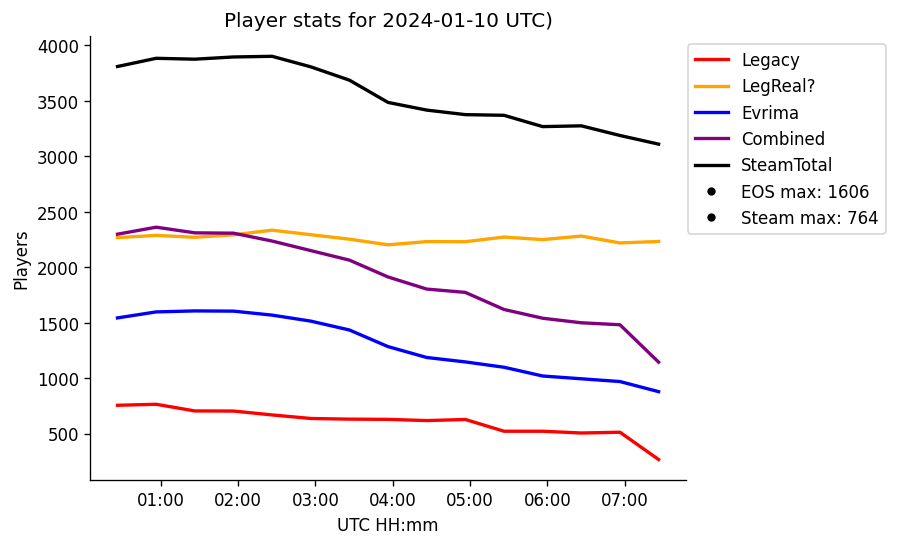 Player stats for 2024-01-10 UTC)
Players
4000
3500
3000
2500
2000
1500
1000
500
01:00 02:00 03:00 04:00 05:00 06:00 07:00
UTC HH:mm
Legacy
LegReal?
Evrima
Combined
SteamTotal
EOS max: 1606
Steam max: 764